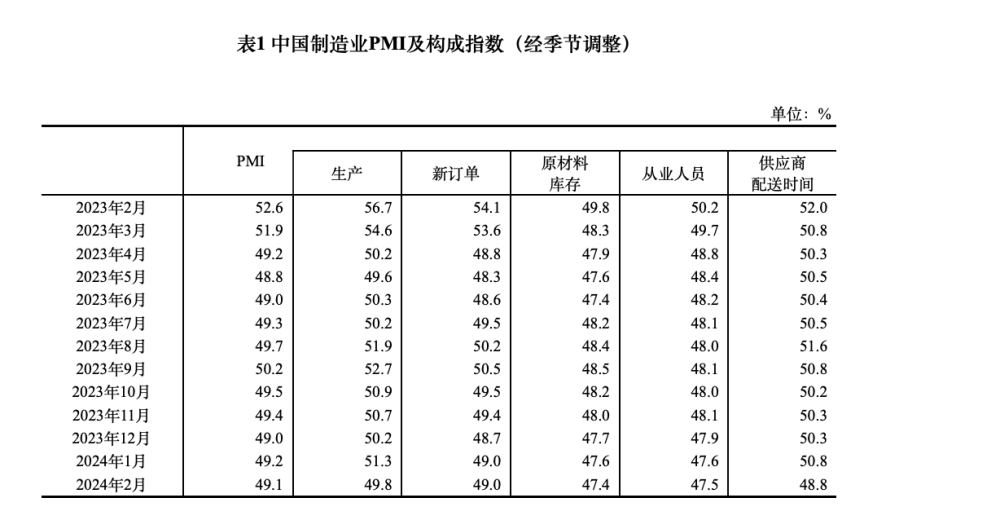 表1 中国制造业PMI及构成指数（经季节调整）
单位：%
PMI 生产 新订单 原材料 库存 从业人员 供应商 配送时间
2023年2月 52.6 56.7 54.1 49.8 50.2 52.0
2023年3月 51.9 54.6 53.6 48.3 49.7 50.8
2023年4月 49.2 50.2 48.8 47.9 48.8 50.3
2023年5月 48.8 49.6 48.3 47.6 48.4 50.5
2023年6月 49.0 50.3 48.6 47.4 48.2 50.4
2023年7月 49.3 50.2 49.5 48.2 48.1 50.5
2023年8月 49.7 51.9 50.2 48.4 48.0 51.6
2023年9月 50.2 52.7 50.5 48.5 48.1 50.8
2023年10月 49.5 50.9 49.5 48.2 48.0 50.2
2023年11月 49.4 50.7 49.4 48.0 48.1 50.3
2023年12月 49.0 50.2 48.7 47.7 47.9 50.3
2024年1月 49.2 51.3 49.0 47.6 47.6 50.8
2024年2月 49.1 49.8 49.0 47.4 47.5 48.8